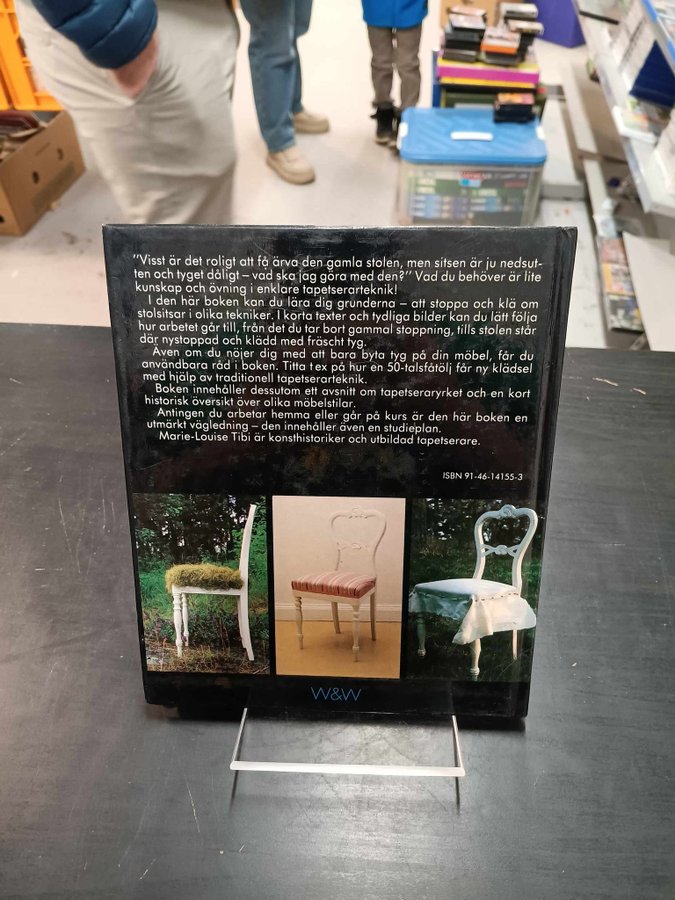 "Visst är det roligt att få ärva den gamla stolen, men sitsen är ju nedsut-
ten och tyget dåligt – vad ska jag göra med den?" Vad du behöver är lite
kunskap och övning i enklare tapetserarteknik!
I den här boken kan du lära dig grunderna – att stoppa och klä om
stolsitsar i olika tekniker. I korta texter och tydliga bilder kan du lätt följa
hur arbetet går till, från det du tar bort gammal stoppning, tills stolen står
där nystoppad och klädd med fräscht tyg.
Även om du nöjer dig med att bara byta tyg på din möbel, får du
användbara råd i boken. Titta t ex på hur en 50-talsfåtölj får ny klädsel
med hjälp av traditionell tapetserarteknik.
Boken innehåller dessutom ett avsnitt om tapetseraryrket och en kort
historisk översikt över olika möbelstilar.
Antingen du arbetar hemma eller går på kurs är den här boken en
utmärkt vägledning – den innehåller även en studieplan.
Marie-Louise Tibi är konsthistoriker och utbildad tapetserare.
ISBN 91-46-14155-3
W&W